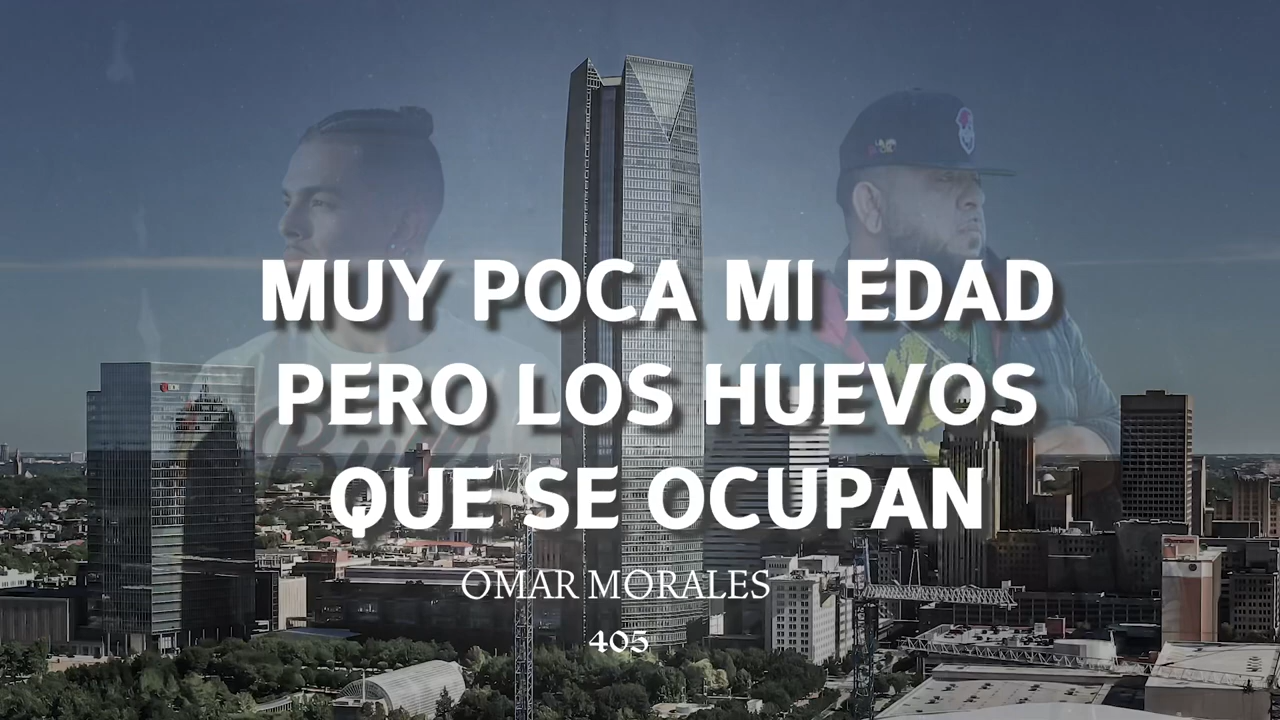 MUY POCA MI EDAD
PERO LOS HUEVOS
QUE SE OCUPAN
OMAR MORALES
405